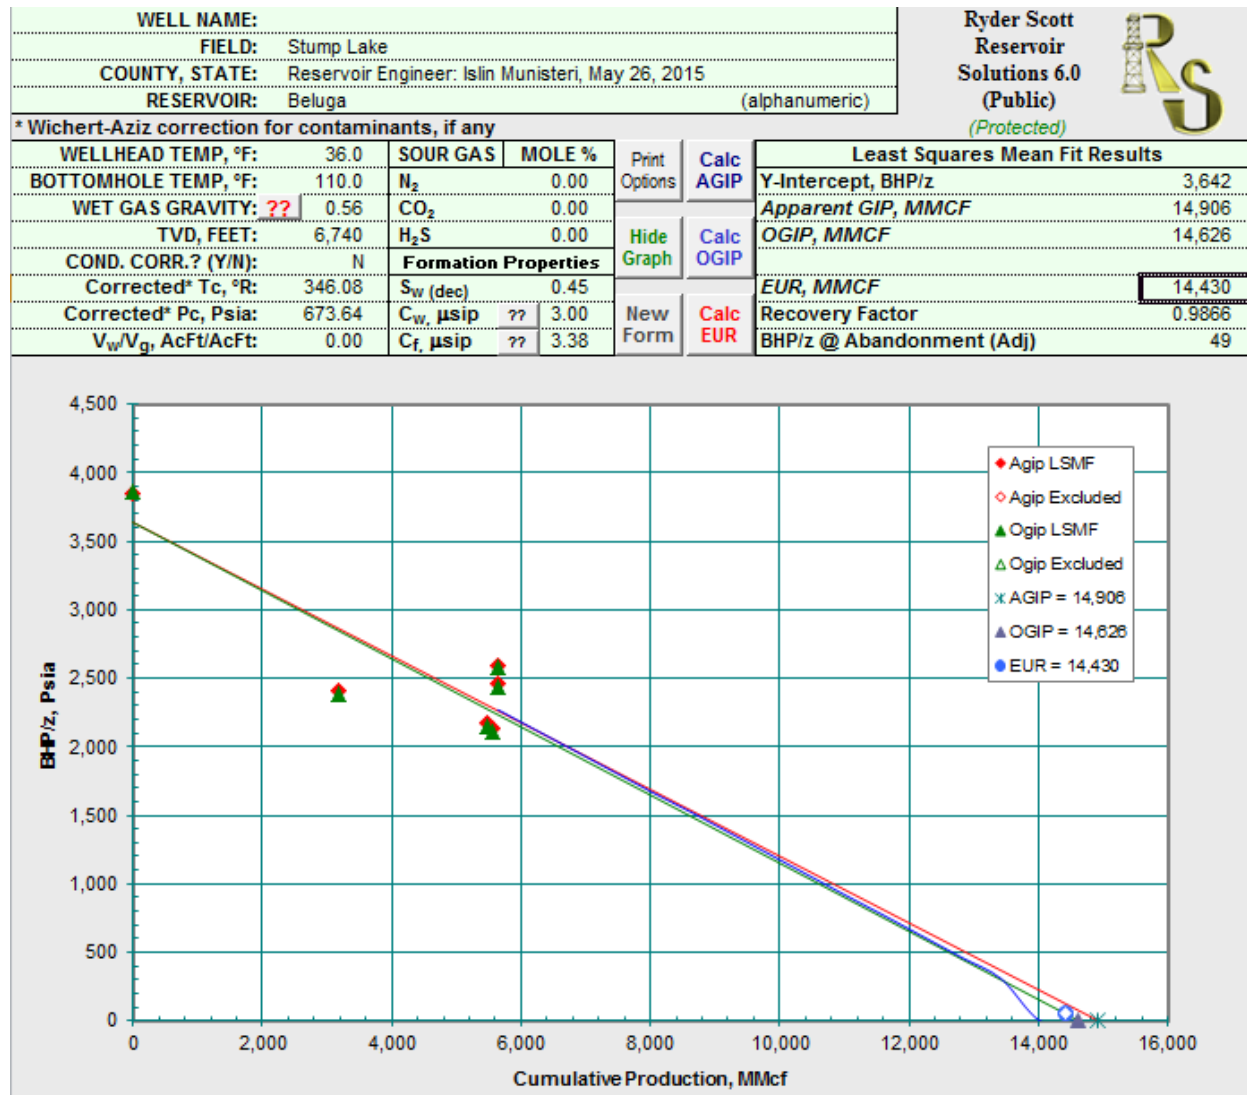 WELL NAME:
FIELD: Stump Lake
COUNTY, STATE: Reservoir Engineer: Islin Munisteri, May 26, 2015
RESERVOIR: Beluga (alphanumeric)
Ryder Scott
Reservoir
Solutions 6.0
(Public)
(Protected)
RS
* Wichert-Aziz correction for contaminants, if any
WELLHEAD TEMP, ºF: 36.0
BOTTOMHOLE TEMP, ºF: 110.0
WET GAS GRAVITY: ?? 0.56
TVD, FEET: 6,740
COND. CORR.? (Y/N): N
Corrected* Tc, ºR: 346.08
Corrected* Pc, Psia: 673.64
Vw/Vg, AcFt/AcFt: 0.00
SOUR GAS MOLE %
N2 0.00
CO2 0.00
H2S 0.00
Formation Properties
Sw (dec) 0.45
Cw, µsip ?? 3.00
Cf, µsip ?? 3.38
Print Options
Calc AGIP
Hide Graph
Calc OGIP
New Form
Calc EUR
Least Squares Mean Fit Results
Y-Intercept, BHP/z 3,642
Apparent GIP, MMCF 14,906
OGIP, MMCF 14,626
EUR, MMCF 14,430
Recovery Factor 0.9866
BHP/z @ Abandonment (Adj) 49
BHP/z, Psia
4,500
4,000
3,500
3,000
2,500
2,000
1,500
1,000
500
0
Agip LSMF
Agip Excluded
Ogip LSMF
Ogip Excluded
AGIP = 14,906
OGIP = 14,626
EUR = 14,430
0 2,000 4,000 6,000 8,000 10,000 12,000 14,000 16,000
Cumulative Production, MMcf